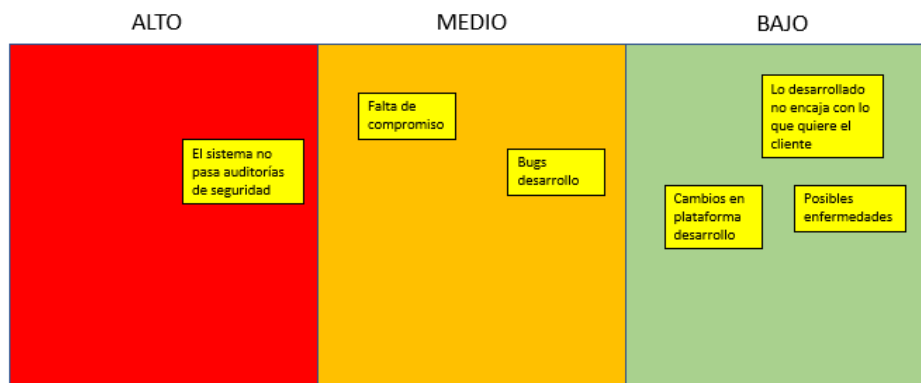 ALTO
MEDIO
BAJO
El sistema no
pasa auditorías
de seguridad
Falta de
compromiso
Bugs
desarrollo
Lo desarrollado
no encaja con lo
que quiere el
cliente
Cambios en
plataforma
desarrollo
Posibles
enfermedades